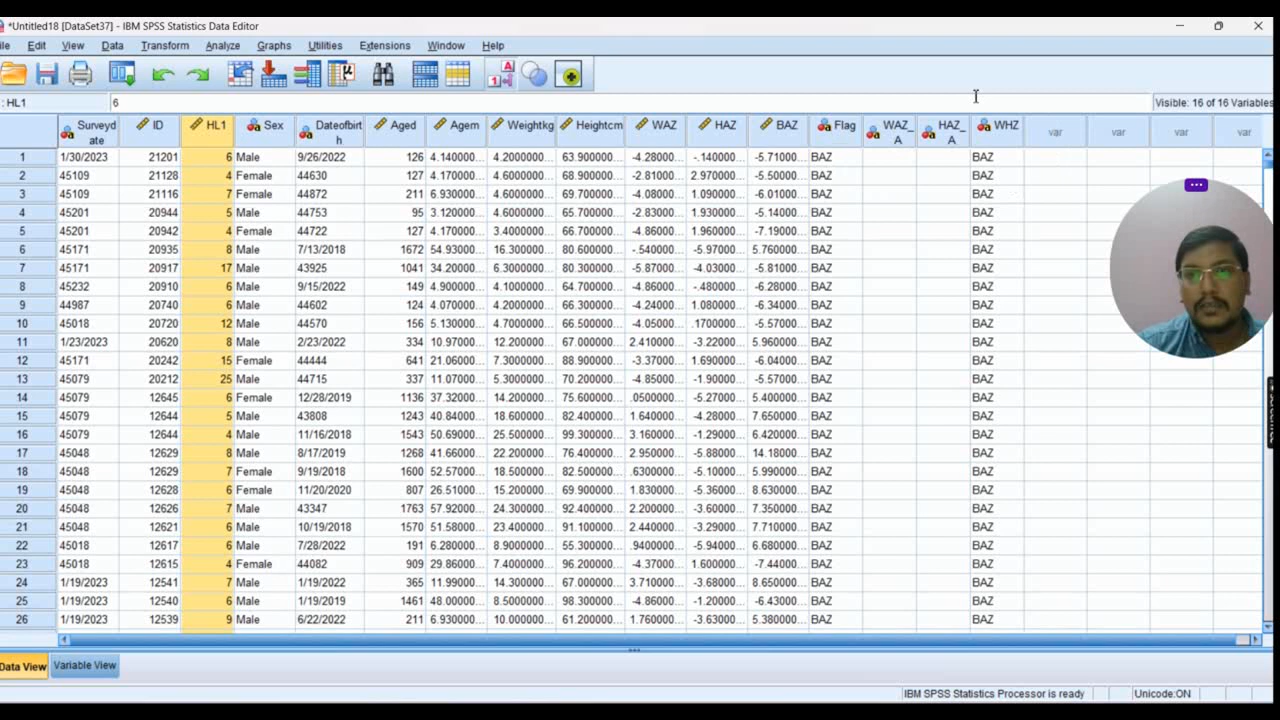 *Untitled18 [DataSet37] - IBM SPSS Statistics Data Editor
ile Edit View Data Transform Analyze Graphs Utilities Extensions Window Help
: HL1 6 Visible: 16 of 16 Variables
Surveydate ID HL1 Sex Dateofbirth Aged Agem Weightkg Heightcm WAZ HAZ BAZ Flag WAZ_A HAZ_A WHZ var var var var
1 1/30/2023 21201 6 Male 9/26/2022 126 4.140000... 4.2000000... 63.900000... -4.28000... -.140000... -5.71000... BAZ BAZ
2 45109 21128 4 Female 44630 127 4.170000... 4.6000000... 68.900000... -2.81000... 2.970000... -5.50000... BAZ BAZ
3 45109 21116 7 Female 44872 211 6.930000... 4.6000000... 69.700000... -4.08000... 1.090000... -6.01000... BAZ BAZ
4 45201 20944 5 Male 44753 95 3.120000... 4.6000000... 65.700000... -2.83000... 1.930000... -5.14000... BAZ BAZ
5 45201 20942 4 Female 44722 127 4.170000... 3.4000000... 66.700000... -4.86000... 1.960000... -7.19000... BAZ BAZ
6 45171 20935 8 Male 7/13/2018 1672 54.93000... 16.300000... 80.600000... -.540000... -5.97000... 5.760000... BAZ BAZ
7 45171 20917 17 Male 43925 1041 34.20000... 6.3000000... 80.300000... -5.87000... -4.03000... -5.81000... BAZ BAZ
8 45232 20910 6 Male 9/15/2022 149 4.900000... 4.1000000... 64.700000... -4.86000... -.480000... -6.28000... BAZ BAZ
9 44987 20740 6 Male 44602 124 4.070000... 4.2000000... 66.300000... -4.24000... 1.080000... -6.34000... BAZ BAZ
10 45018 20720 12 Male 44570 156 5.130000... 4.7000000... 66.500000... -4.05000... .1700000... -5.57000... BAZ BAZ
11 1/23/2023 20620 8 Male 2/23/2022 334 10.97000... 12.200000... 67.000000... 2.410000... -3.22000... 5.960000... BAZ BAZ
12 45171 20242 15 Female 44444 641 21.06000... 7.3000000... 88.900000... -3.37000... 1.690000... -6.04000... BAZ BAZ
13 45079 20212 25 Male 44715 337 11.07000... 5.3000000... 70.200000... -4.85000... -1.90000... -5.57000... BAZ BAZ
14 45079 12645 6 Female 12/28/2019 1136 37.32000... 14.200000... 75.600000... .0500000... -5.27000... 5.400000... BAZ BAZ
15 45079 12644 5 Male 43808 1243 40.84000... 18.600000... 82.400000... 1.640000... -4.28000... 7.650000... BAZ BAZ
16 45079 12644 4 Male 11/16/2018 1543 50.69000... 25.500000... 99.300000... 3.160000... -1.29000... 6.420000... BAZ BAZ
17 45048 12629 8 Male 8/17/2019 1268 41.66000... 22.200000... 76.400000... 2.950000... -5.88000... 14.18000... BAZ BAZ
18 45048 12629 7 Female 9/19/2018 1600 52.57000... 18.500000... 82.500000... .6300000... -5.10000... 5.990000... BAZ BAZ
19 45048 12628 6 Female 11/20/2020 807 26.51000... 15.200000... 69.900000... 1.830000... -5.36000... 8.630000... BAZ BAZ
20 45048 12626 7 Male 43347 1763 57.92000... 24.300000... 92.400000... 2.200000... -3.60000... 7.350000... BAZ BAZ
21 45048 12621 6 Male 10/19/2018 1570 51.58000... 23.400000... 91.100000... 2.440000... -3.29000... 7.710000... BAZ BAZ
22 45018 12617 6 Male 7/28/2022 191 6.280000... 8.9000000... 55.300000... .9400000... -5.94000... 6.680000... BAZ BAZ
23 45018 12615 4 Female 44082 909 29.86000... 7.4000000... 96.200000... -4.37000... 1.600000... -7.44000... BAZ BAZ
24 1/19/2023 12541 7 Male 1/19/2022 365 11.99000... 14.300000... 67.000000... 3.710000... -3.68000... 8.650000... BAZ BAZ
25 1/19/2023 12540 6 Male 1/19/2019 1461 48.00000... 8.5000000... 98.300000... -4.86000... -1.20000... -6.43000... BAZ BAZ
26 1/19/2023 12539 9 Male 6/22/2022 211 6.930000... 10.000000... 61.200000... 1.760000... -3.63000... 5.380000... BAZ BAZ
Data View Variable View
IBM SPSS Statistics Processor is ready Unicode:ON